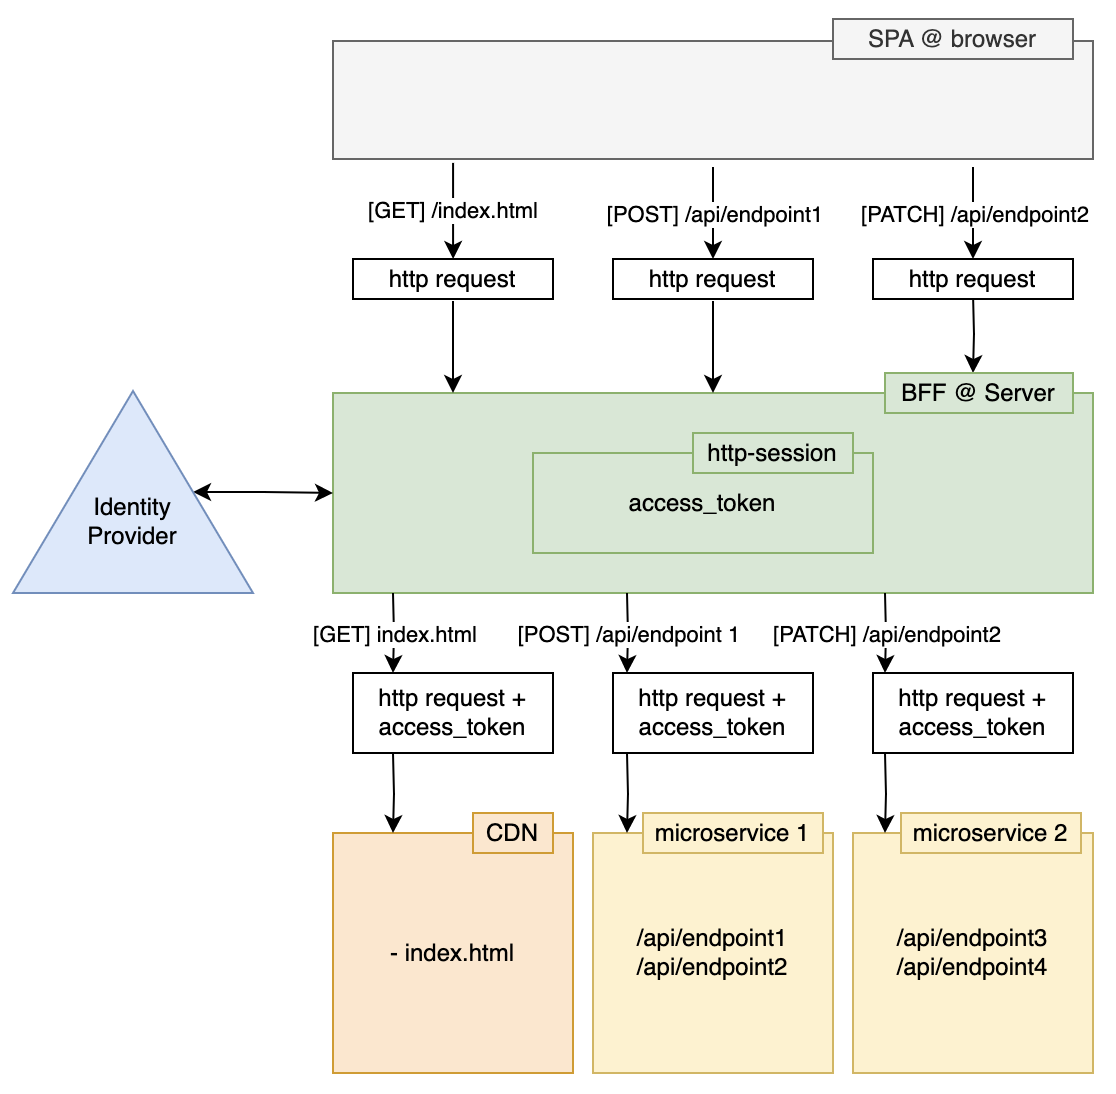 SPA @ browser
[GET] /index.html
[POST] /api/endpoint1
[PATCH] /api/endpoint2
http request
http request
http request
BFF @ Server
http-session
access_token
Identity
Provider
[GET] index.html
[POST] /api/endpoint 1
[PATCH] /api/endpoint2
http request +
access_token
http request +
access_token
http request +
access_token
CDN
microservice 1
microservice 2
- index.html
/api/endpoint1
/api/endpoint2
/api/endpoint3
/api/endpoint4